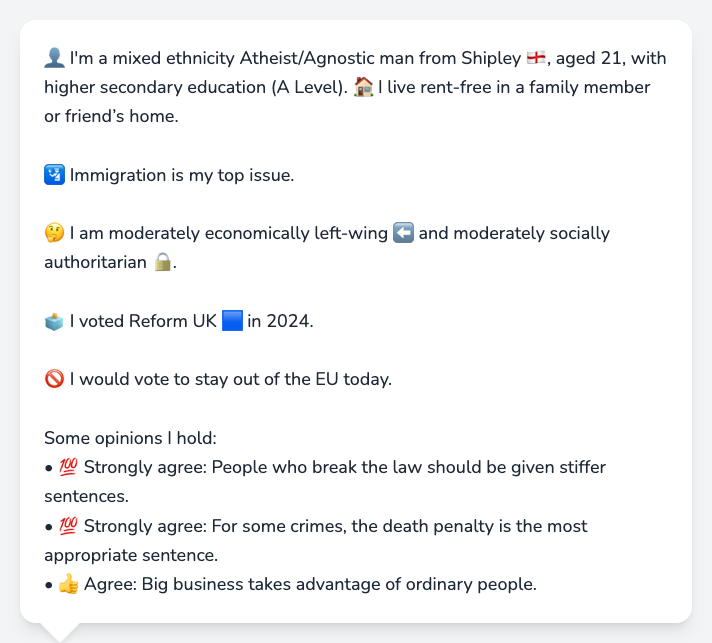 👤 I'm a mixed ethnicity Atheist/Agnostic man from Shipley 🏴󠁧󠁢󠁥󠁮󠁧󠁿, aged 21, with
higher secondary education (A Level). 🏠 I live rent-free in a family member
or friend’s home.
🛂 Immigration is my top issue.
🤔 I am moderately economically left-wing ⬅️ and moderately socially
authoritarian 🔒.
🗳️ I voted Reform UK 🟦 in 2024.
🚫 I would vote to stay out of the EU today.
Some opinions I hold:
• 💯 Strongly agree: People who break the law should be given stiffer
sentences.
• 💯 Strongly agree: For some crimes, the death penalty is the most
appropriate sentence.
• 👍 Agree: Big business takes advantage of ordinary people.